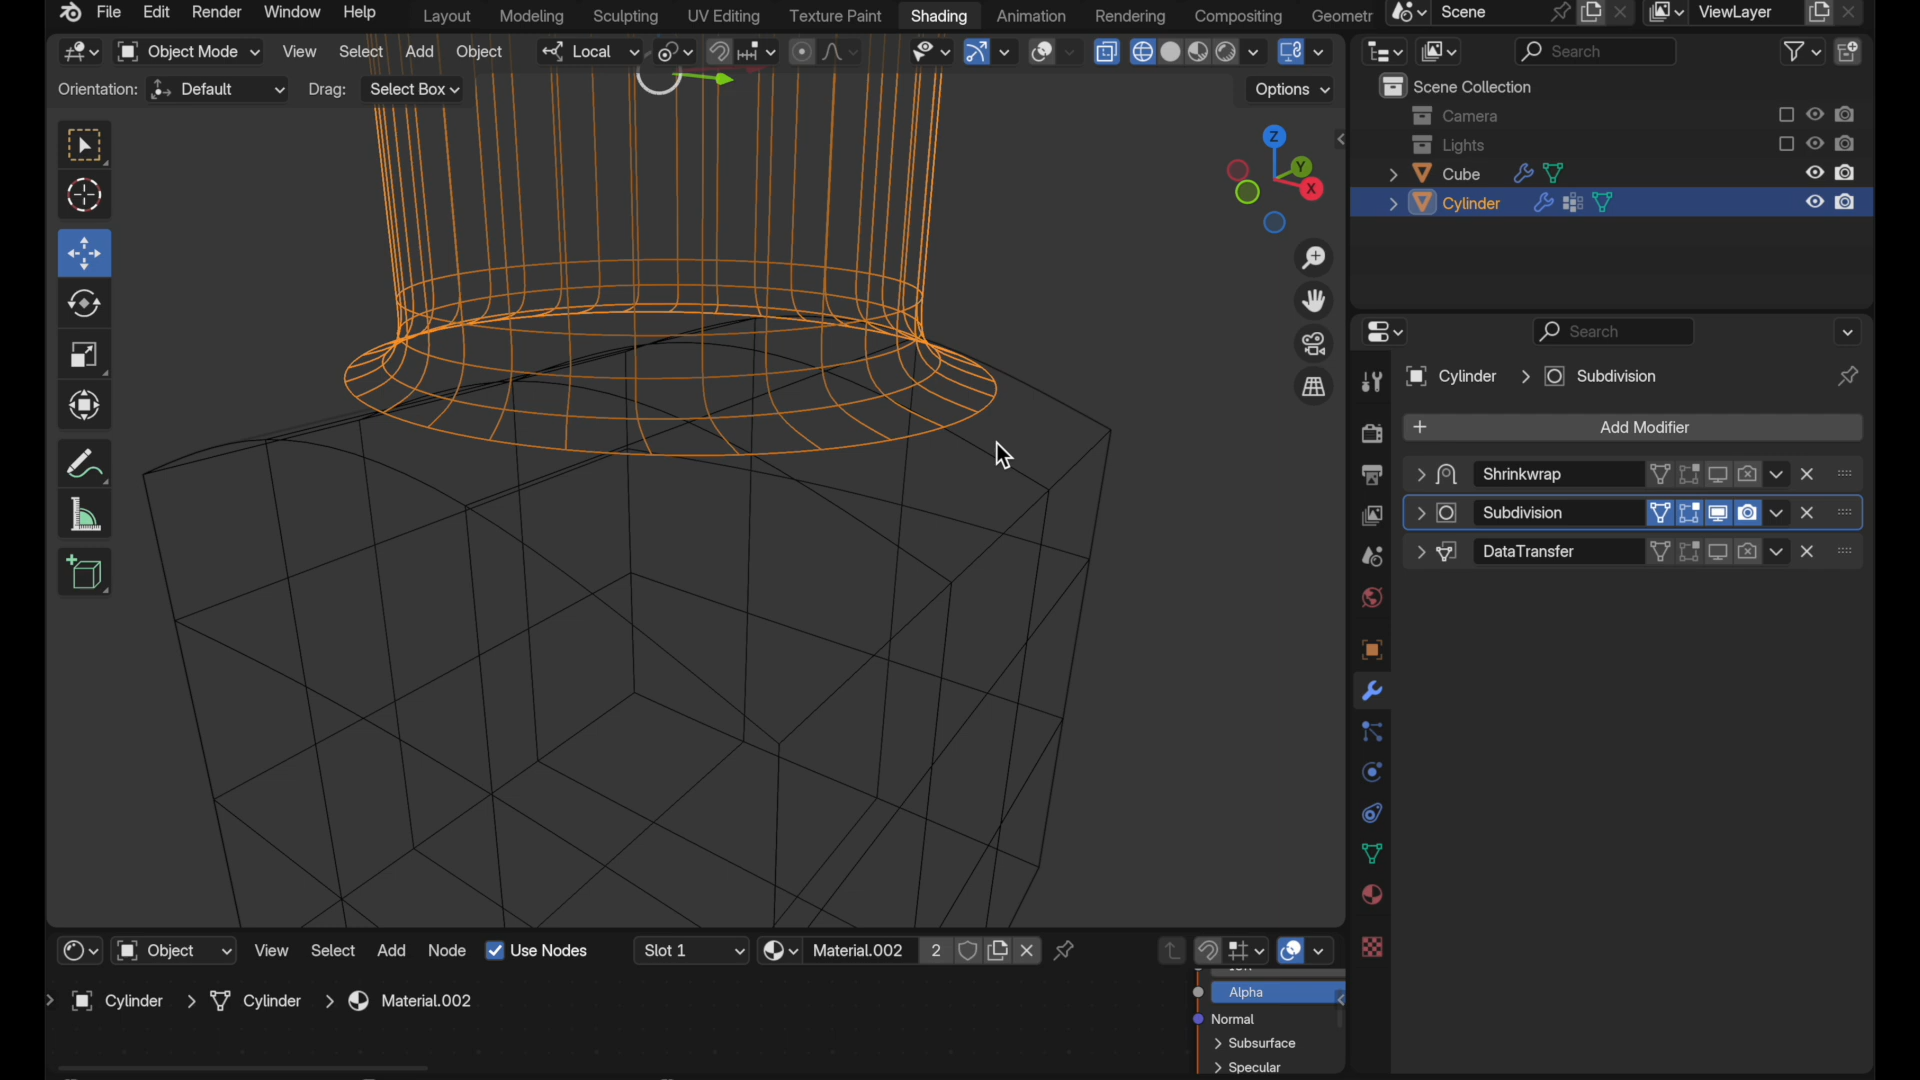 File Edit Render Window Help Layout Modeling Sculpting UV Editing Texture Paint Shading Animation Rendering Compositing Geometr Scene ViewLayer
Object Mode View Select Add Object Local Search
Orientation: Default Drag: Select Box Options
Scene Collection
Camera
Lights
Cube
Cylinder
Z
Y
X
Search
Cylinder > Subdivision
+ Add Modifier
Shrinkwrap
Subdivision
DataTransfer
Object View Select Add Node Use Nodes Slot 1 Material.002 2
Cylinder > Cylinder > Material.002
Alpha
Normal
Subsurface
Specular